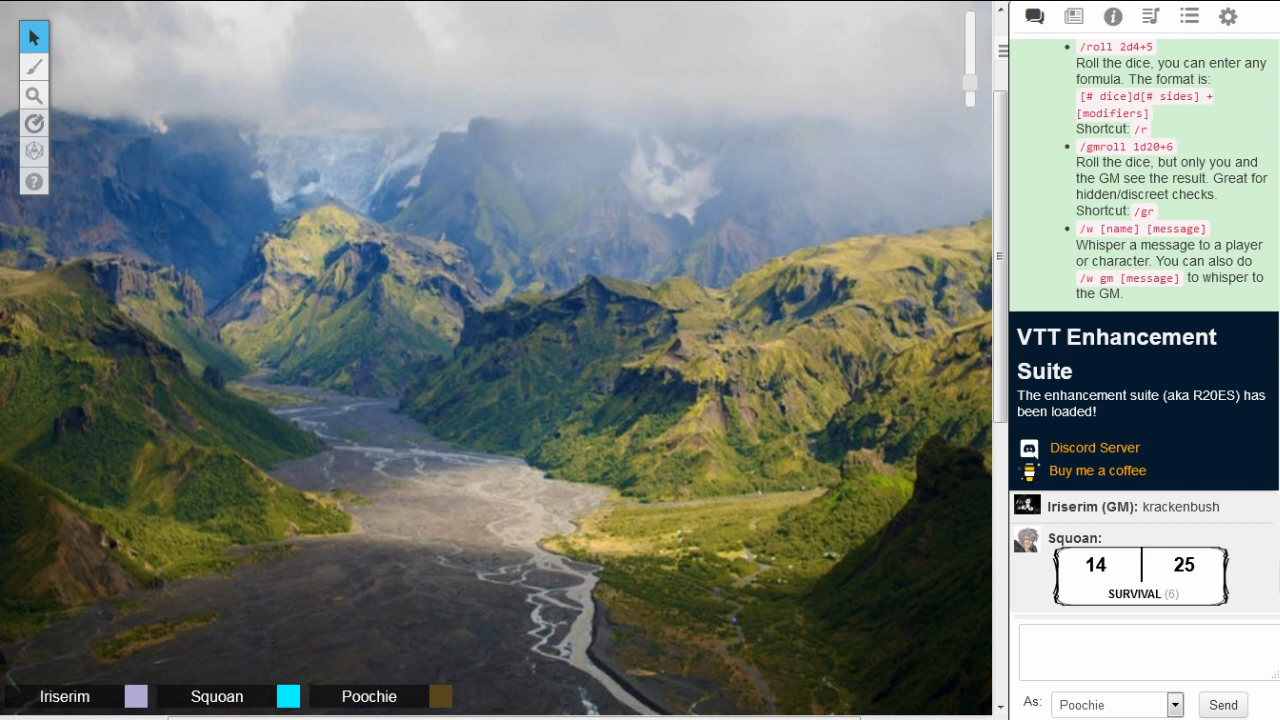 /roll 2d4+5
Roll the dice, you can enter any
formula. The format is:
[# dice]d[# sides] +
[modifiers]
Shortcut: /r
/gmroll 1d20+6
Roll the dice, but only you and
the GM see the result. Great for
hidden/discreet checks.
Shortcut: /gr
/w [name] [message]
Whisper a message to a player
or character. You can also do
/w gm [message] to whisper to
the GM.
VTT Enhancement
Suite
The enhancement suite (aka R20ES) has
been loaded!
Discord Server
Buy me a coffee
Iriserim (GM): krackenbush
Squoan:
14 25
SURVIVAL (6)
As: Poochie Send
Iriserim Squoan Poochie